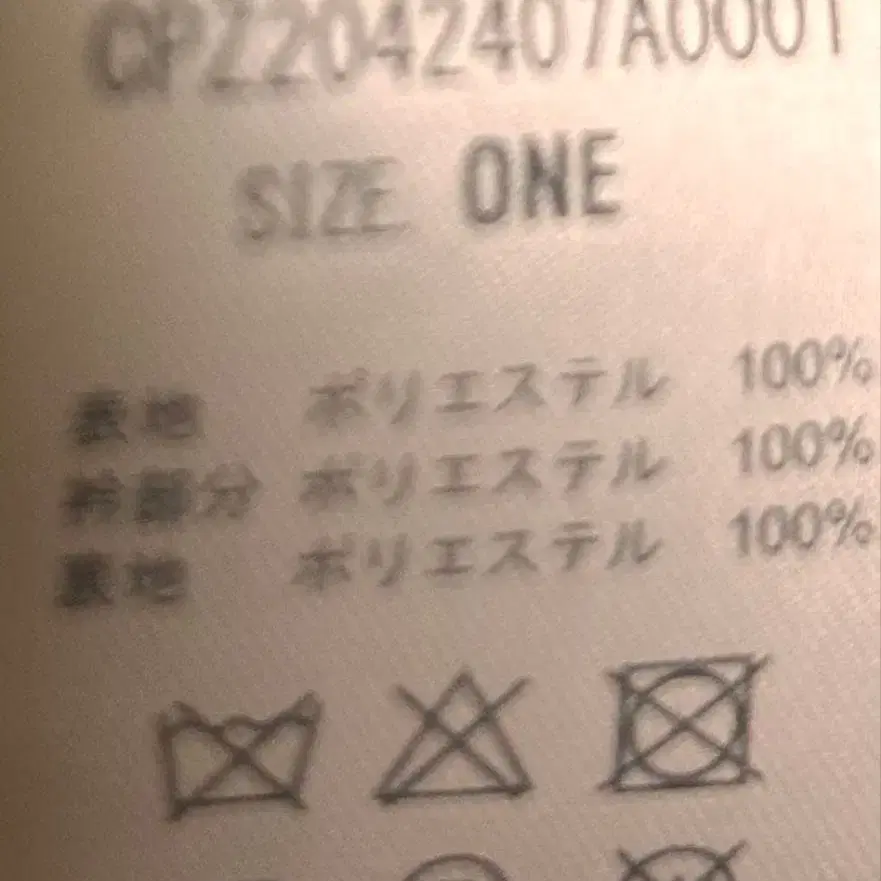 CPZ2042407A0001
SIZE ONE
表地 ポリエステル 100%
衿部分 ポリエステル 100%
裏地 ポリエステル 100%